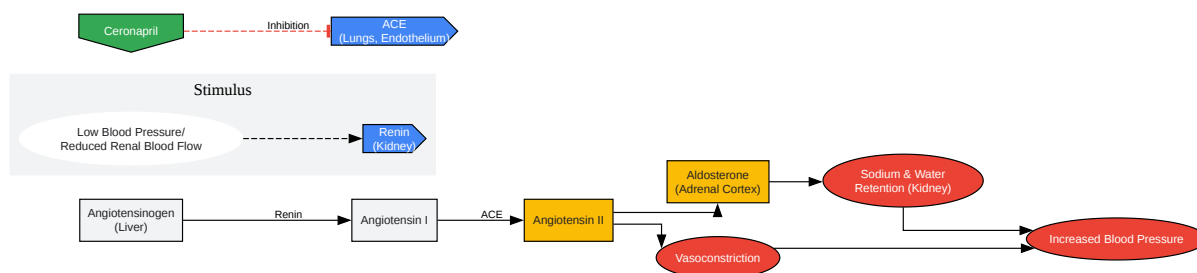 Ceronapril
Inhibition
ACE
(Lungs, Endothelium)
Stimulus
Low Blood Pressure/
Reduced Renal Blood Flow
Renin
(Kidney)
Angiotensinogen
(Liver)
Renin
Angiotensin I
ACE
Angiotensin II
Aldosterone
(Adrenal Cortex)
Sodium & Water
Retention (Kidney)
Vasoconstriction
Increased Blood Pressure